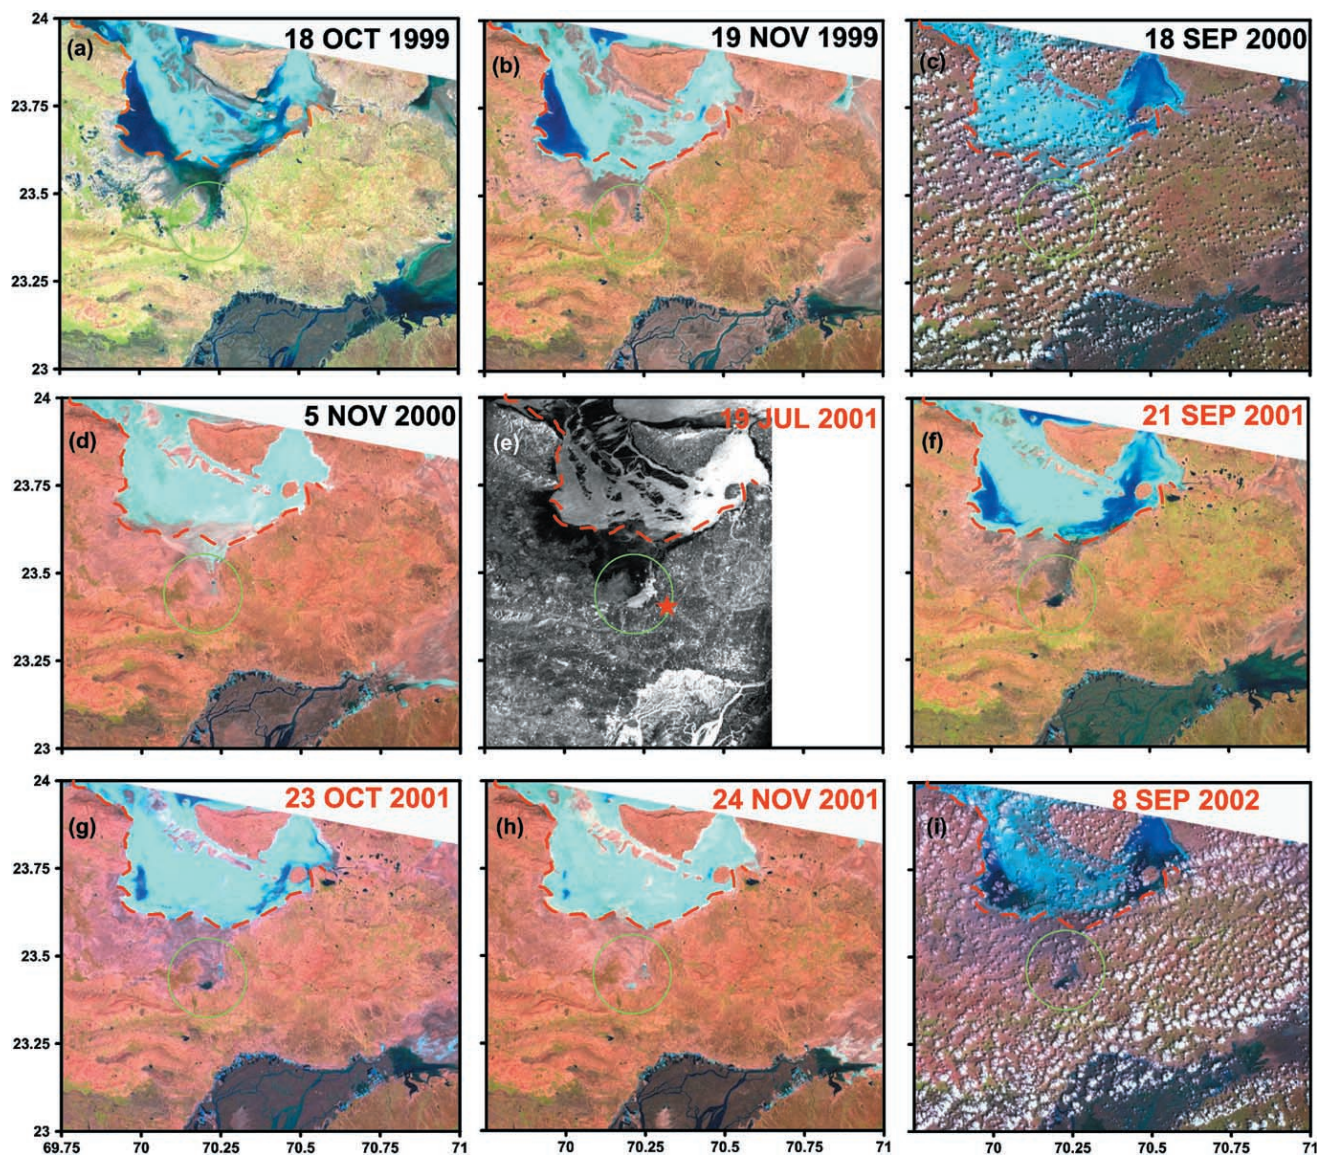 24
(a)
18 OCT 1999
(b)
19 NOV 1999
(c)
18 SEP 2000
23.75
23.5
23.25
23
24
(d)
5 NOV 2000
(e)
19 JUL 2001
(f)
21 SEP 2001
23.75
23.5
23.25
23
24
(g)
23 OCT 2001
(h)
24 NOV 2001
(i)
8 SEP 2002
23.75
23.5
23.25
23
69.75 70 70.25 70.5 70.75 71
70 70.25 70.5 70.75 71
70 70.25 70.5 70.75 71